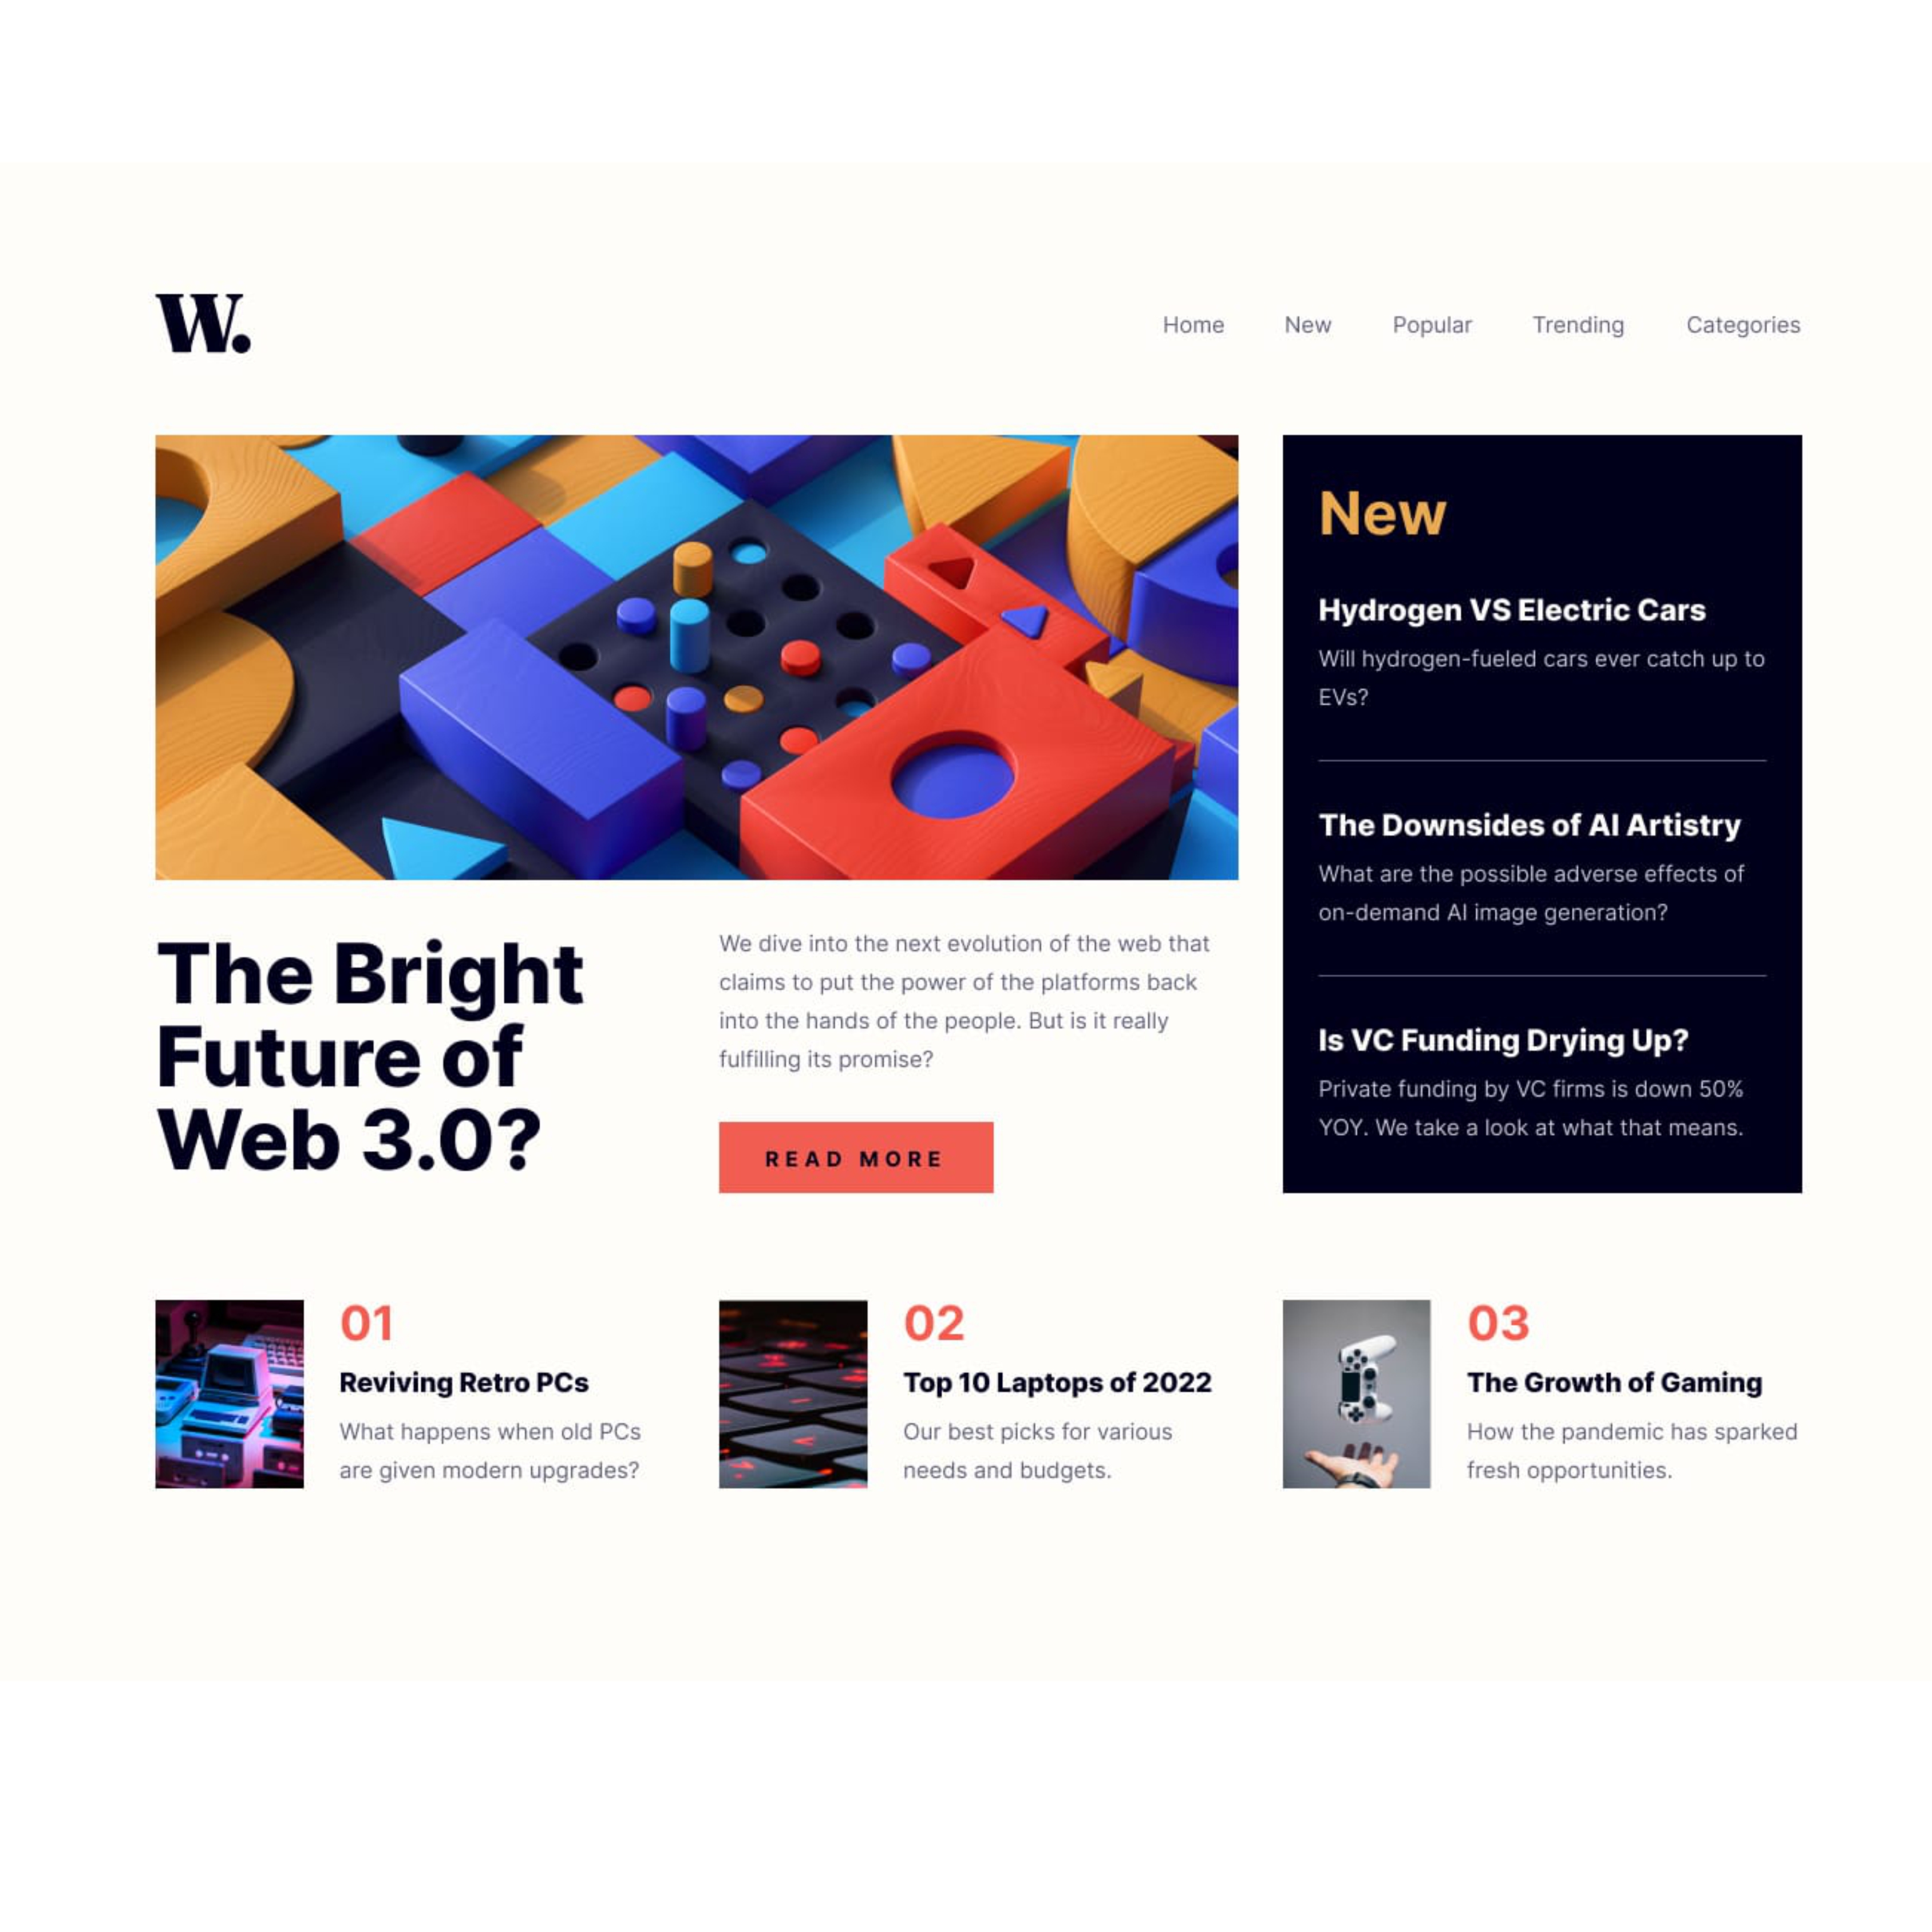 W.
Home New Popular Trending Categories
The Bright
Future of
Web 3.0?
We dive into the next evolution of the web that
claims to put the power of the platforms back
into the hands of the people. But is it really
fulfilling its promise?
READ MORE
New
Hydrogen VS Electric Cars
Will hydrogen-fueled cars ever catch up to
EVs?
The Downsides of AI Artistry
What are the possible adverse effects of
on-demand AI image generation?
Is VC Funding Drying Up?
Private funding by VC firms is down 50%
YOY. We take a look at what that means.
01
Reviving Retro PCs
What happens when old PCs
are given modern upgrades?
02
Top 10 Laptops of 2022
Our best picks for various
needs and budgets.
03
The Growth of Gaming
How the pandemic has sparked
fresh opportunities.